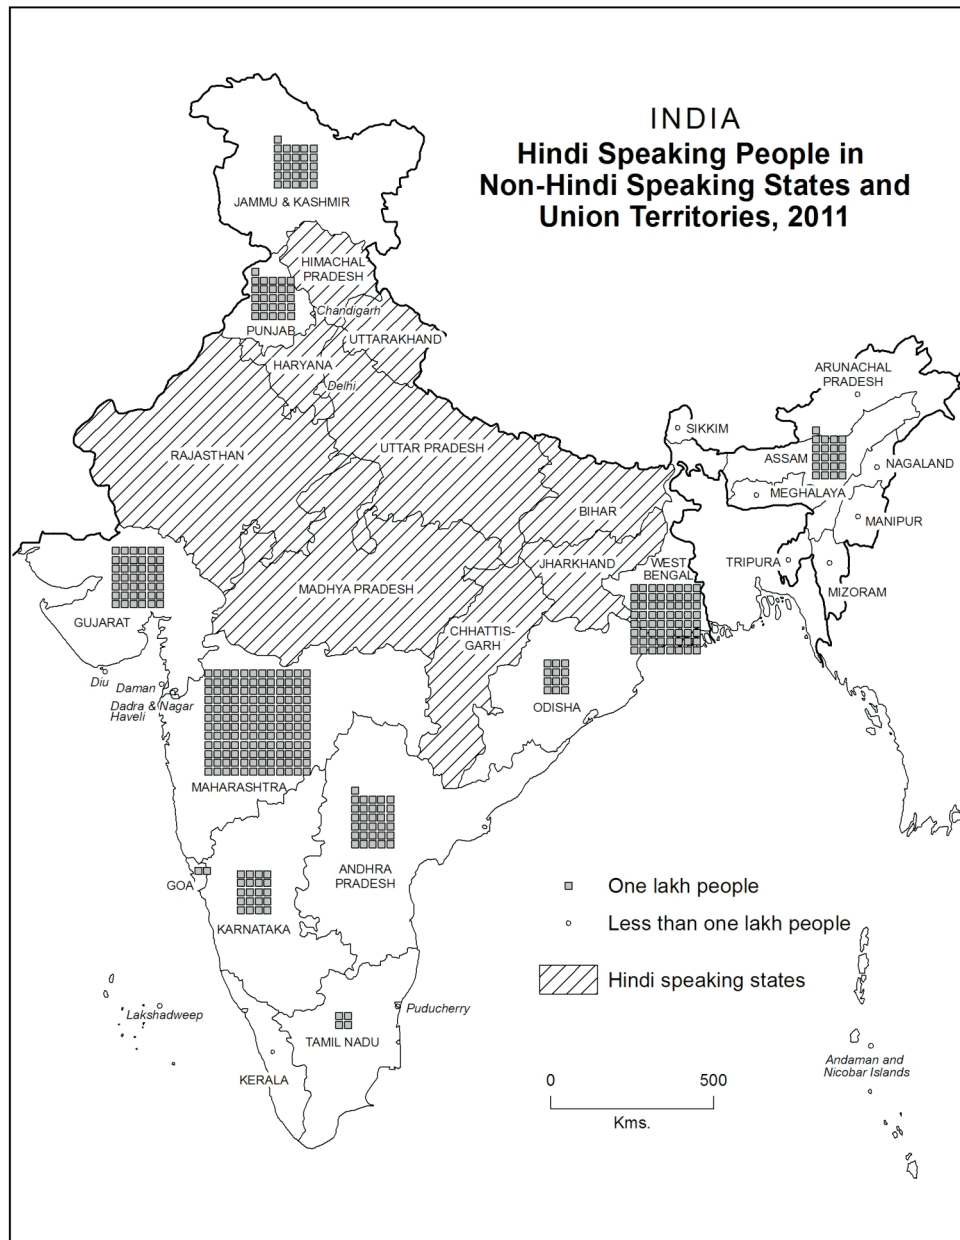 INDIA
Hindi Speaking People in
Non-Hindi Speaking States and
Union Territories, 2011
JAMMU & KASHMIR
HIMACHAL
PRADESH
Chandigarh
PUNJAB
UTTARAKHAND
HARYANA
Delhi
ARUNACHAL
PRADESH
SIKKIM
RAJASTHAN
UTTAR PRADESH
ASSAM
NAGALAND
MEGHALAYA
BIHAR
MANIPUR
JHARKHAND
WEST
BENGAL
TRIPURA
MIZORAM
MADHYA PRADESH
GUJARAT
CHHATTIS-
GARH
Diu
Daman
Dadra & Nagar
Haveli
ODISHA
MAHARASHTRA
ANDHRA
PRADESH
GOA
KARNATAKA
One lakh people
Less than one lakh people
Hindi speaking states
Lakshadweep
Puducherry
TAMIL NADU
KERALA
Andaman and
Nicobar Islands
0 500
Kms.